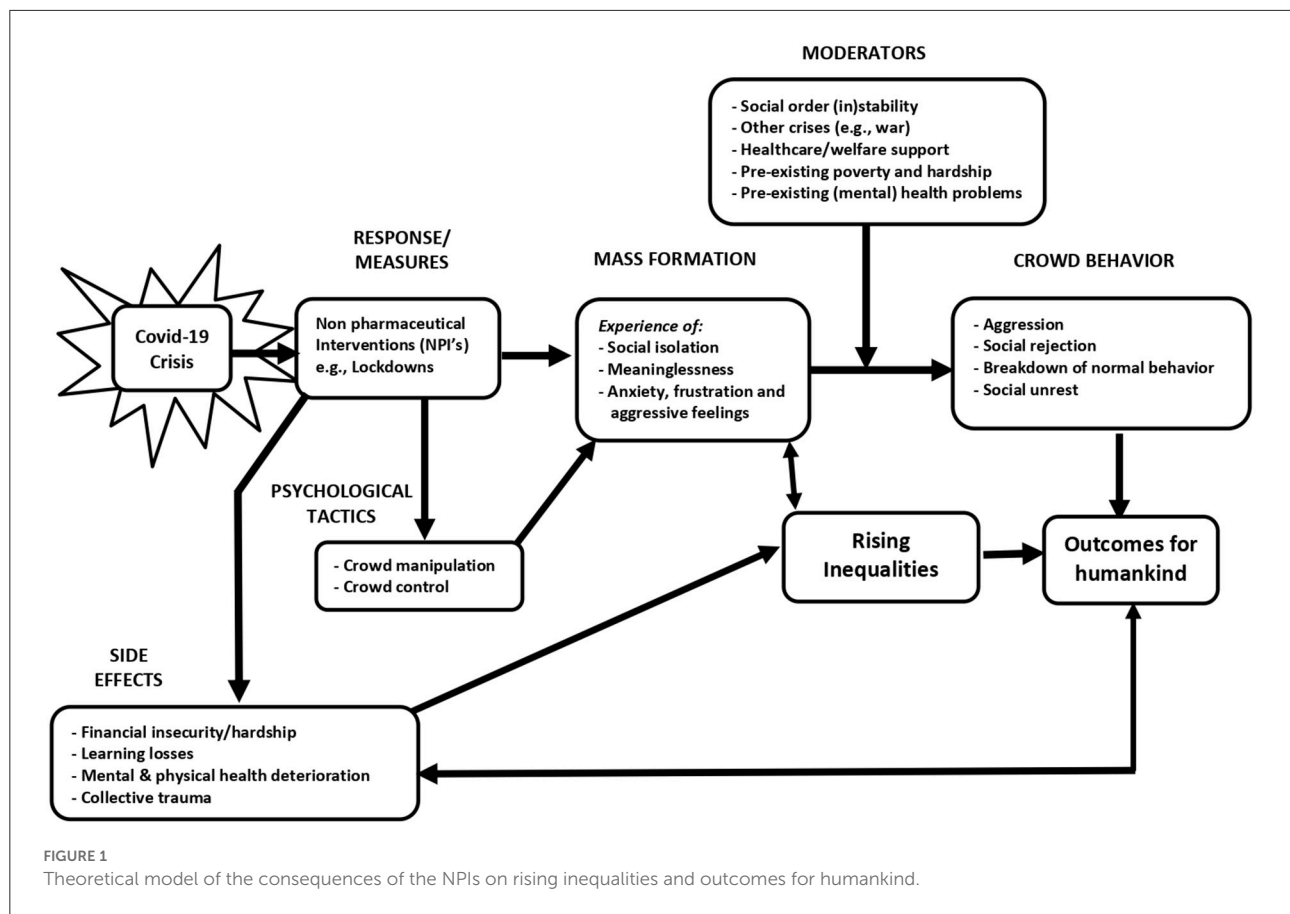 MODERATORS
- Social order (in)stability
- Other crises (e.g., war)
- Healthcare/welfare support
- Pre-existing poverty and hardship
- Pre-existing (mental) health problems
RESPONSE/
MEASURES
MASS FORMATION
CROWD BEHAVIOR
Covid-19
Crisis
Non pharmaceutical
Interventions (NPI's)
e.g., Lockdowns
Experience of:
- Social isolation
- Meaninglessness
- Anxiety, frustration and
aggressive feelings
- Aggression
- Social rejection
- Breakdown of normal behavior
- Social unrest
PSYCHOLOGICAL
TACTICS
- Crowd manipulation
- Crowd control
Rising
Inequalities
Outcomes for
humankind
SIDE
EFFECTS
- Financial insecurity/hardship
- Learning losses
- Mental & physical health deterioration
- Collective trauma
FIGURE 1
Theoretical model of the consequences of the NPIs on rising inequalities and outcomes for humankind.